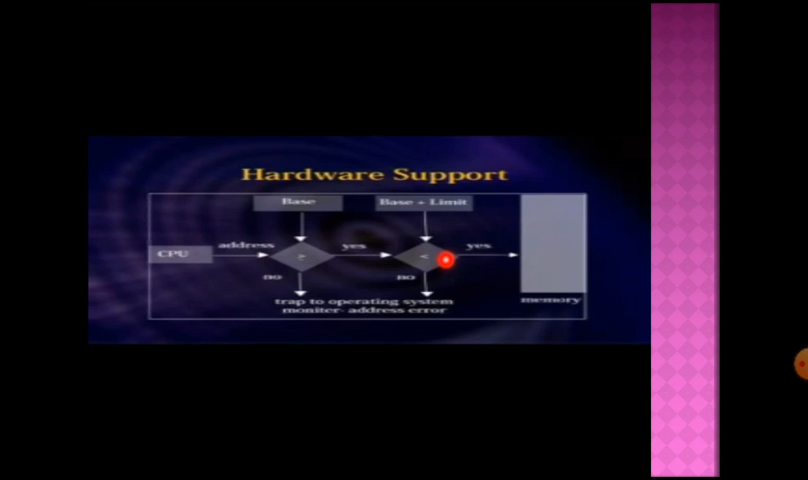 Hardware Support
Base
Base + Limit
CPU
address
≥
yes
<
yes
no
no
trap to operating system
moniter- address error
memory